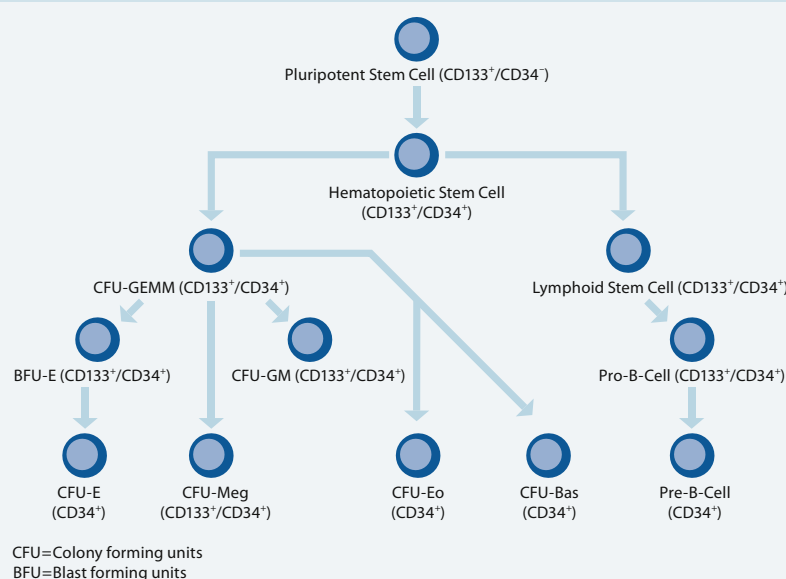 Pluripotent Stem Cell (CD133⁺/CD34⁻)
Hematopoietic Stem Cell
(CD133⁺/CD34⁺)
CFU-GEMM (CD133⁺/CD34⁺)
Lymphoid Stem Cell (CD133⁺/CD34⁺)
BFU-E (CD133⁺/CD34⁺)
CFU-GM (CD133⁺/CD34⁺)
Pro-B-Cell (CD133⁺/CD34⁺)
CFU-E
(CD34⁺)
CFU-Meg
(CD133⁺/CD34⁺)
CFU-Eo
(CD34⁺)
CFU-Bas
(CD34⁺)
Pre-B-Cell
(CD34⁺)
CFU=Colony forming units
BFU=Blast forming units